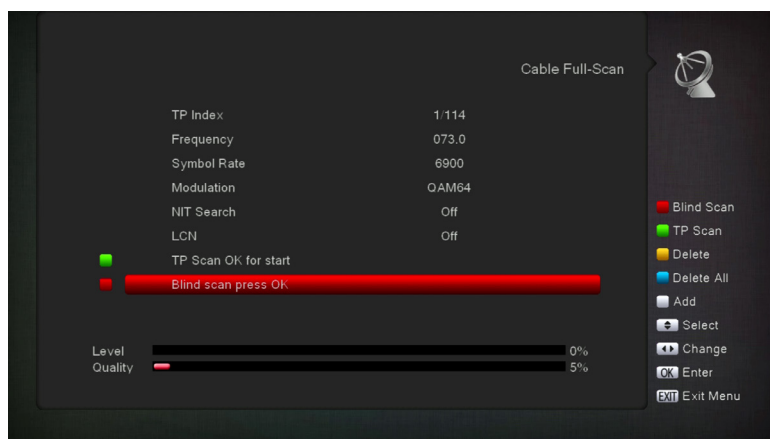 Cable Full-Scan
TP Index 1/114
Frequency 073.0
Symbol Rate 6900
Modulation QAM64
NIT Search Off
LCN Off
TP Scan OK for start
Blind scan press OK
Level 0%
Quality 5%
Blind Scan
TP Scan
Delete
Delete All
Add
Select
Change
OK Enter
EXIT Exit Menu